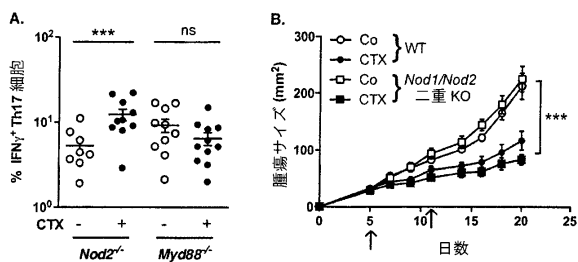 A.
*** ns
% IFNγ⁺ Th17 細胞
10²
10¹
10⁰
CTX - + - +
Nod2⁻/⁻ Myd88⁻/⁻
B.
Co
CTX
WT
Co
CTX
Nod1/Nod2
二重 KO
腫瘍サイズ (mm²)
300
200
100
0
***
0 5 10 15 20 25
日数